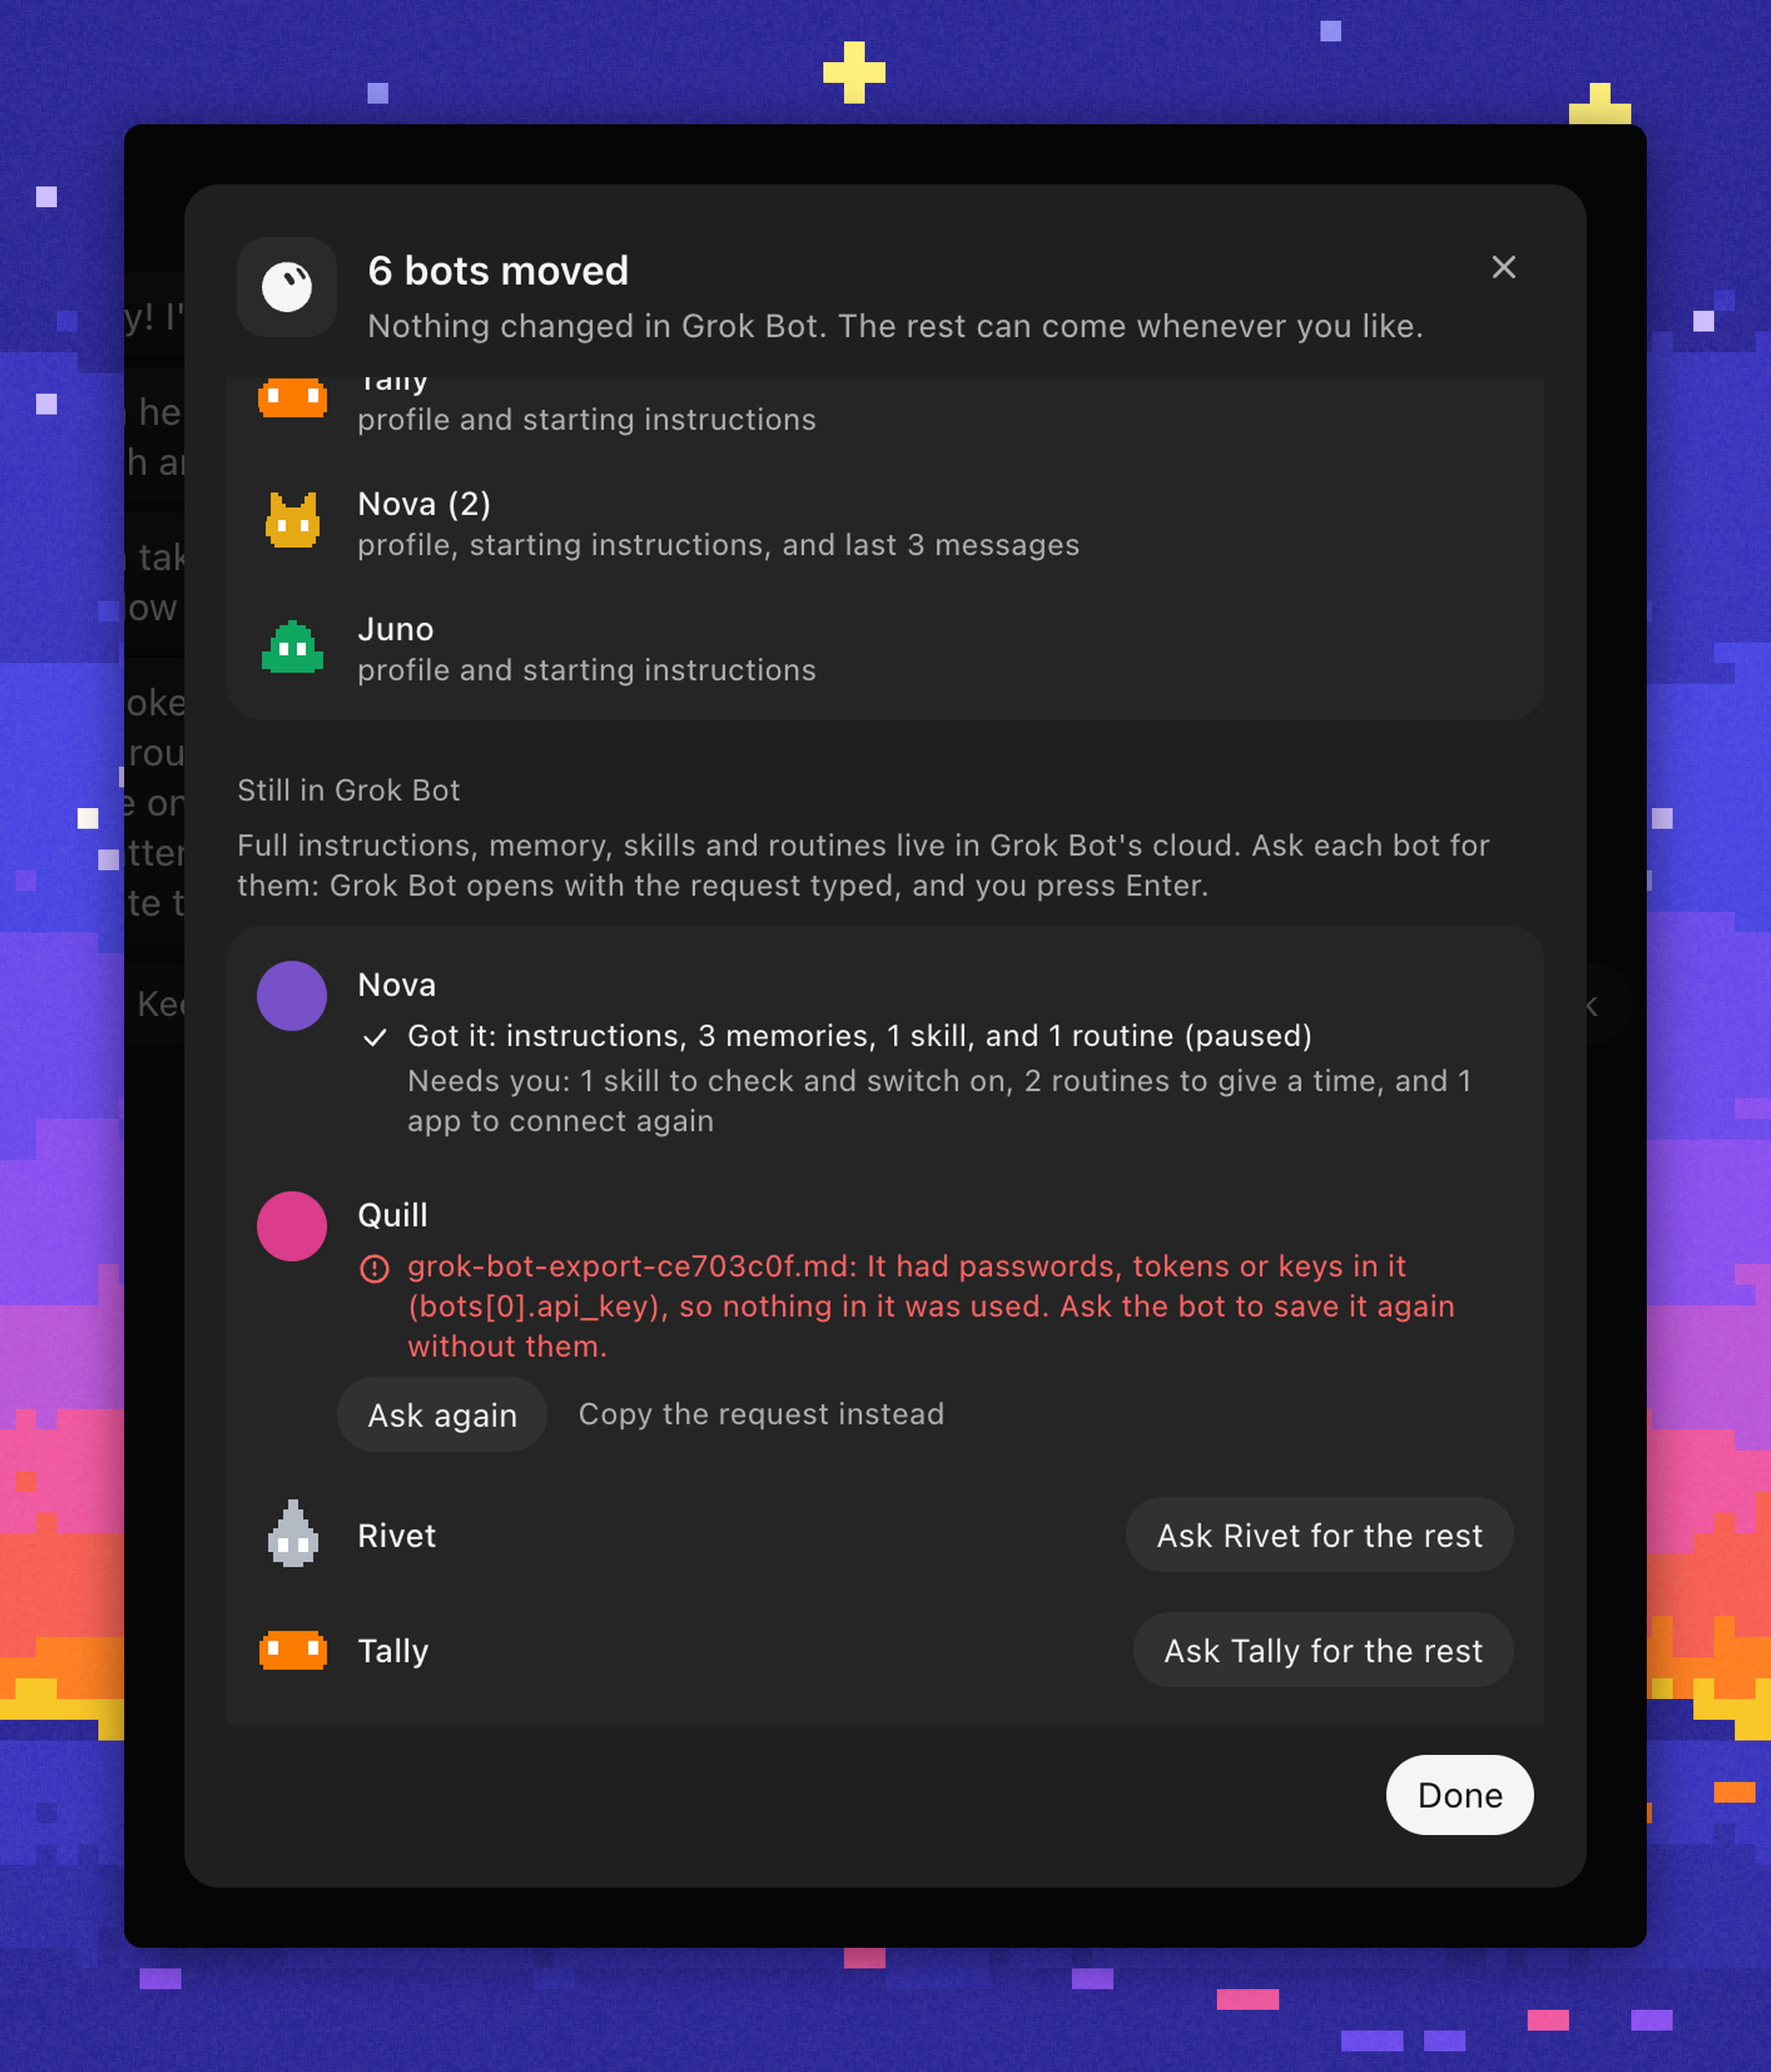 6 bots moved
Nothing changed in Grok Bot. The rest can come whenever you like.
Tally
profile and starting instructions
Nova (2)
profile, starting instructions, and last 3 messages
Juno
profile and starting instructions
Still in Grok Bot
Full instructions, memory, skills and routines live in Grok Bot's cloud. Ask each bot for
them: Grok Bot opens with the request typed, and you press Enter.
Nova
Got it: instructions, 3 memories, 1 skill, and 1 routine (paused)
Needs you: 1 skill to check and switch on, 2 routines to give a time, and 1
app to connect again
Quill
grok-bot-export-ce703c0f.md: It had passwords, tokens or keys in it
(bots[0].api_key), so nothing in it was used. Ask the bot to save it again
without them.
Ask again
Copy the request instead
Rivet
Ask Rivet for the rest
Tally
Ask Tally for the rest
Done